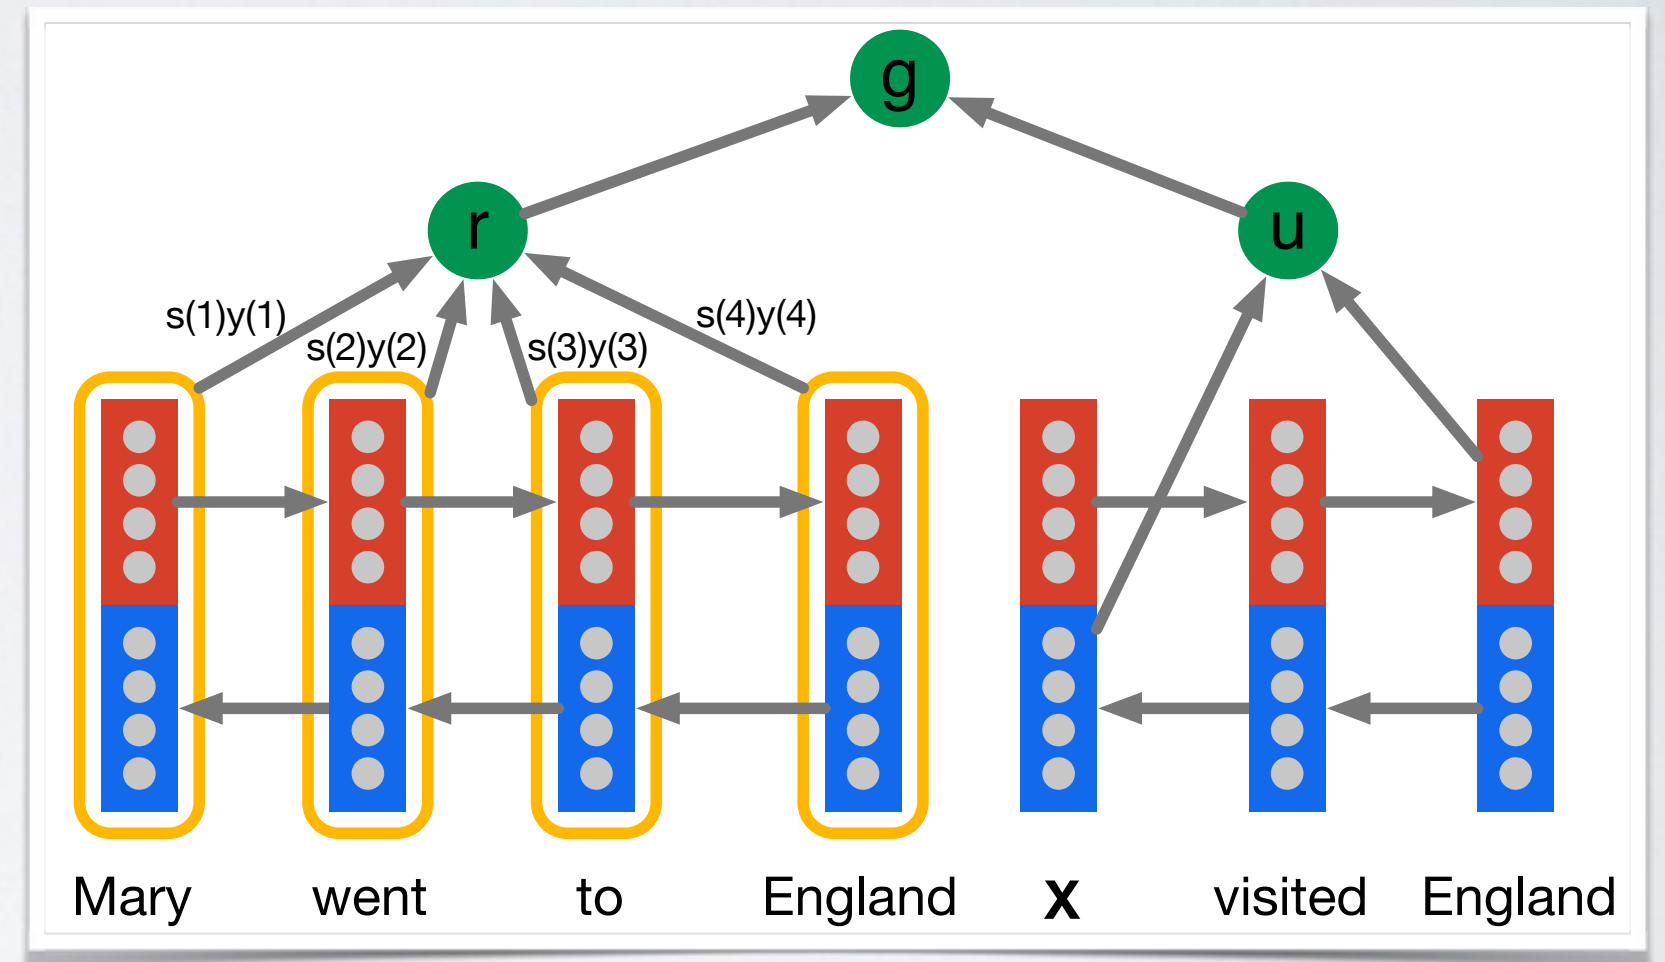 g
r
u
s(1)y(1)
s(2)y(2)
s(3)y(3)
s(4)y(4)
Mary went to England X visited England